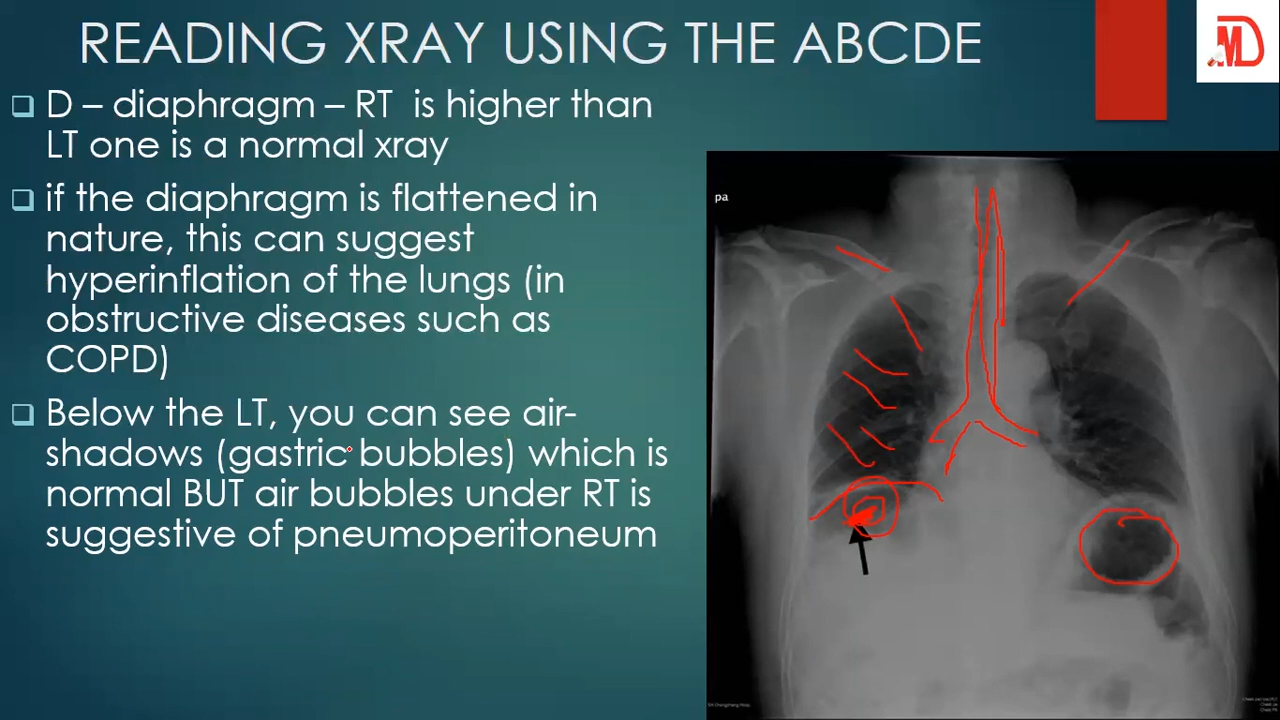 READING XRAY USING THE ABCDE
D – diaphragm – RT is higher than
LT one is a normal xray
if the diaphragm is flattened in
nature, this can suggest
hyperinflation of the lungs (in
obstructive diseases such as
COPD)
Below the LT, you can see air-
shadows (gastric bubbles) which is
normal BUT air bubbles under RT is
suggestive of pneumoperitoneum
MD
pa